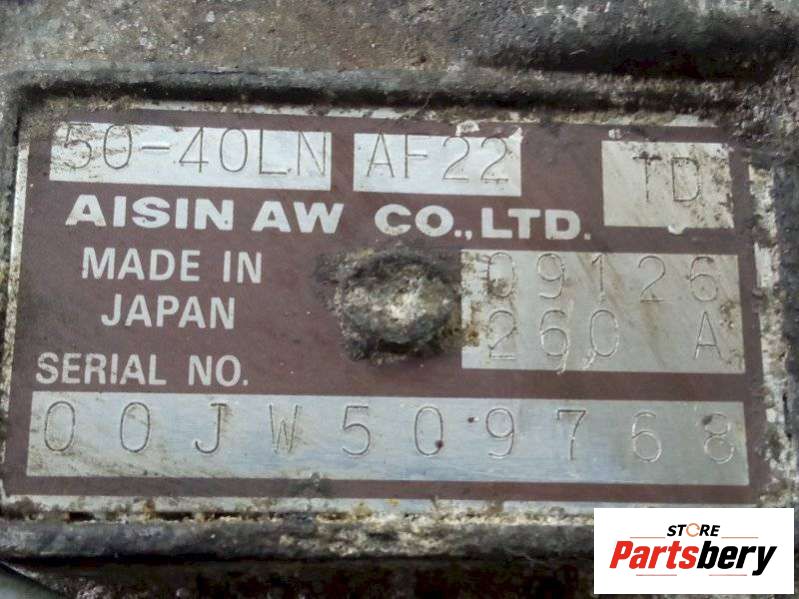 50-40LN AF22 TD
AISIN AW CO., LTD.
MADE IN
JAPAN
09126
260 A
SERIAL NO.
00JW509768
STORE
Partsbery